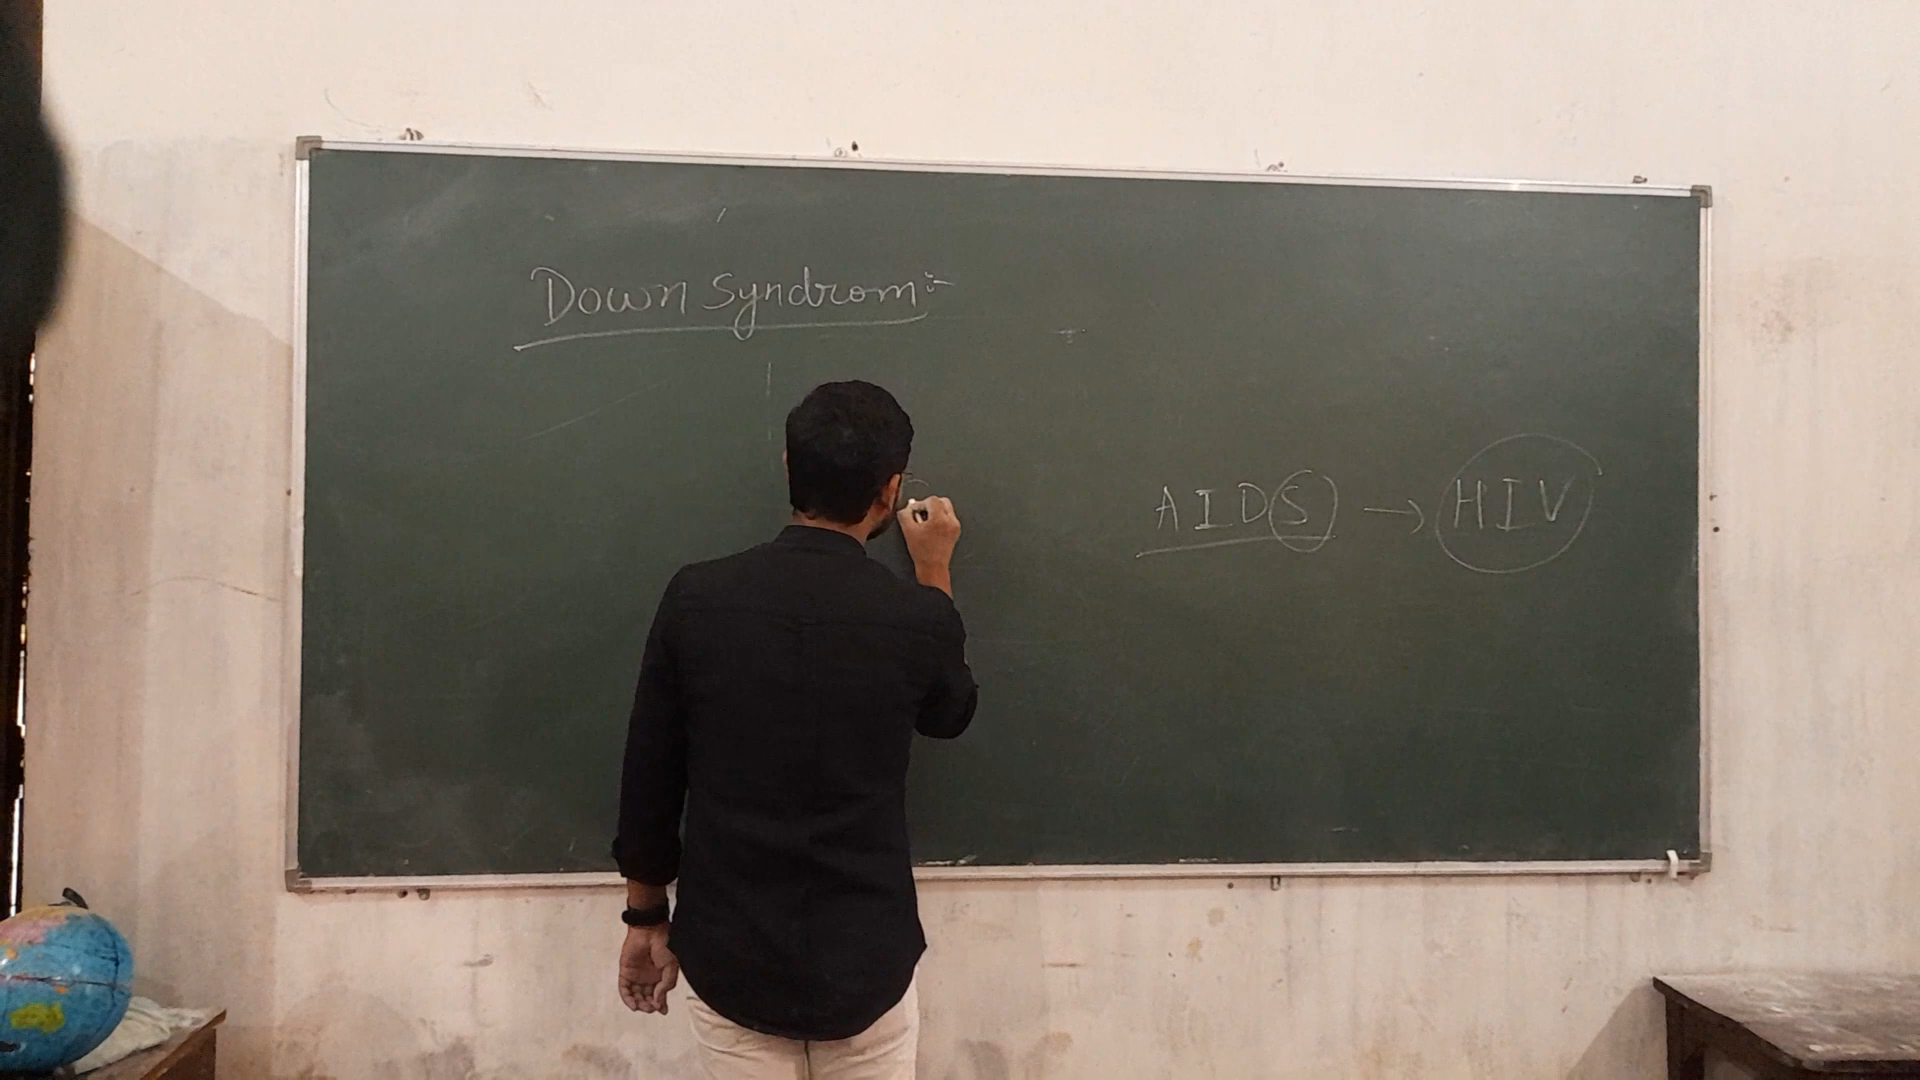 Down Syndrom:-
AIDS → HIV